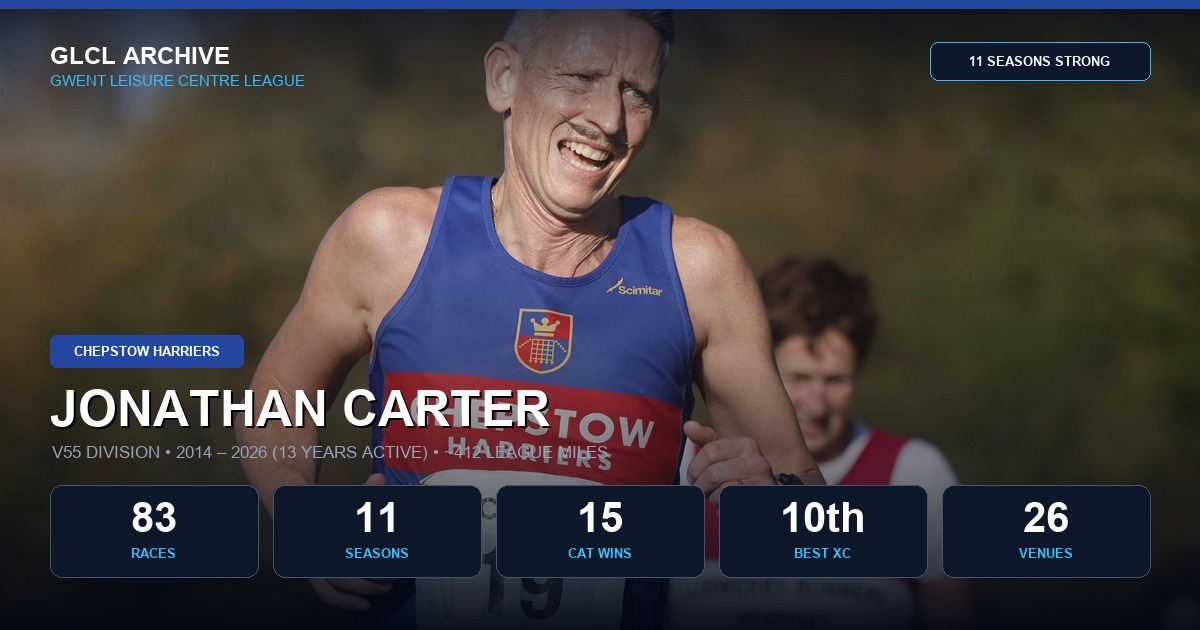 GLCL ARCHIVE
GWENT LEISURE CENTRE LEAGUE
11 SEASONS STRONG
Scimitar
CHEPSTOW HARRIERS
JONATHAN CARTER
CHEPSTOW
HARRIERS
V55 DIVISION • 2014 – 2026 (13 YEARS ACTIVE) • ~412 LEAGUE MILES
83
RACES
11
SEASONS
15
CAT WINS
10th
BEST XC
26
VENUES
19